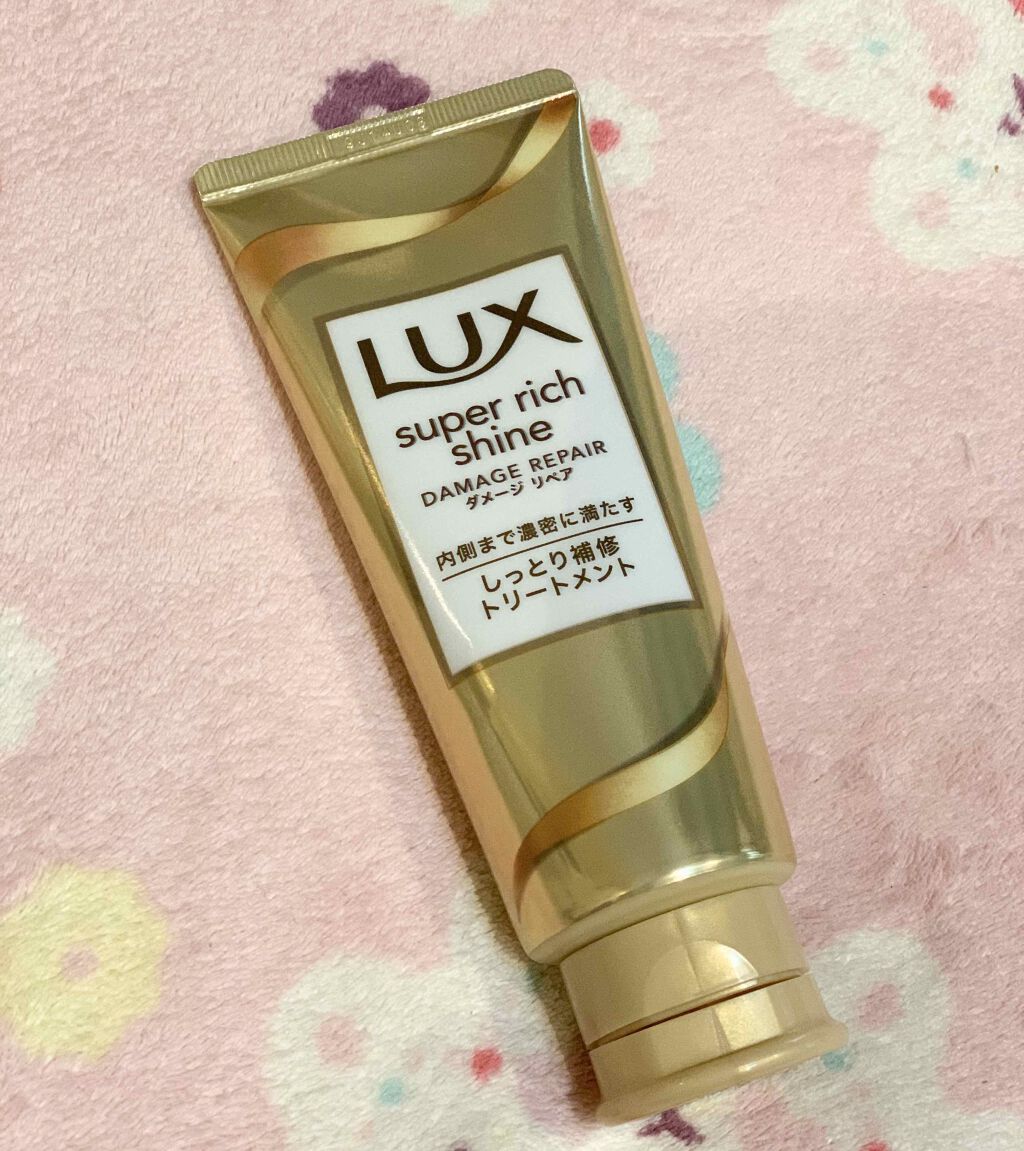 LUX
super rich
shine
DAMAGE REPAIR
ダメージ リペア
内側まで濃密に満たす
しっとり補修
トリートメント